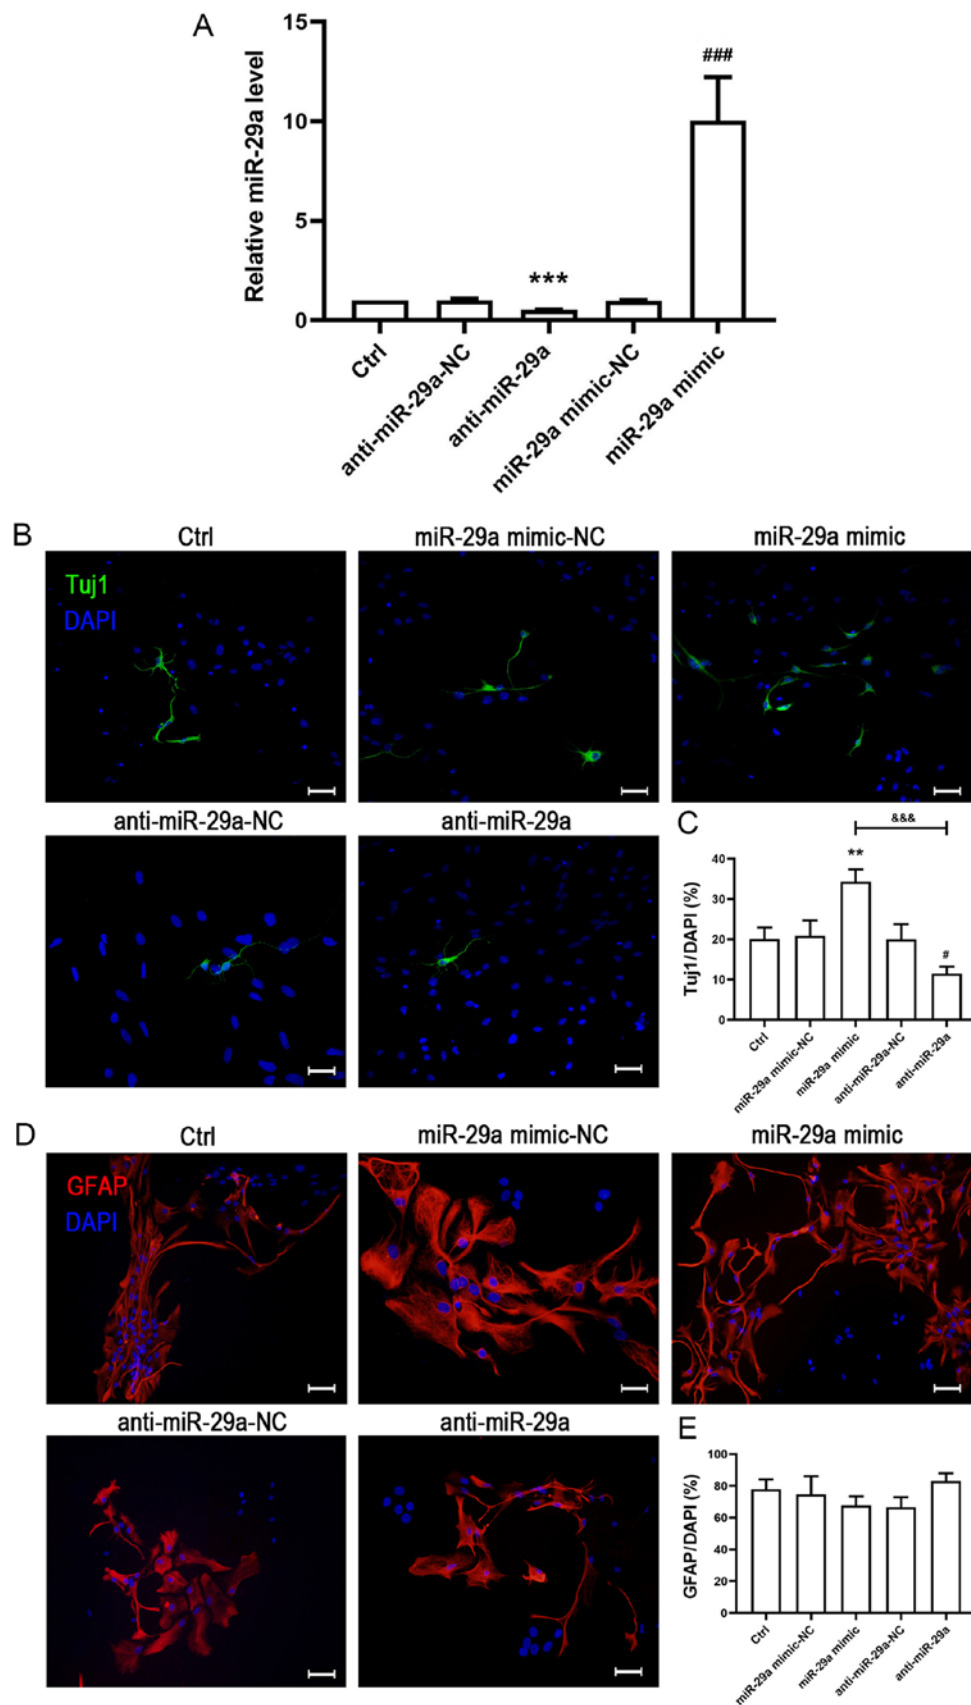 A
Relative miR-29a level
15
10
5
0
***
###
Ctrl
anti-miR-29a-NC
anti-miR-29a
miR-29a mimic-NC
miR-29a mimic
B
Ctrl
miR-29a mimic-NC
miR-29a mimic
Tuj1
DAPI
anti-miR-29a-NC
anti-miR-29a
C
&&&
Tuj1/DAPI (%)
40
30
20
10
0
**
#
Ctrl
miR-29a mimic-NC
miR-29a mimic
anti-miR-29a-NC
anti-miR-29a
D
Ctrl
miR-29a mimic-NC
miR-29a mimic
GFAP
DAPI
anti-miR-29a-NC
anti-miR-29a
E
GFAP/DAPI (%)
100
80
60
40
20
0
Ctrl
miR-29a mimic-NC
miR-29a mimic
anti-miR-29a-NC
anti-miR-29a